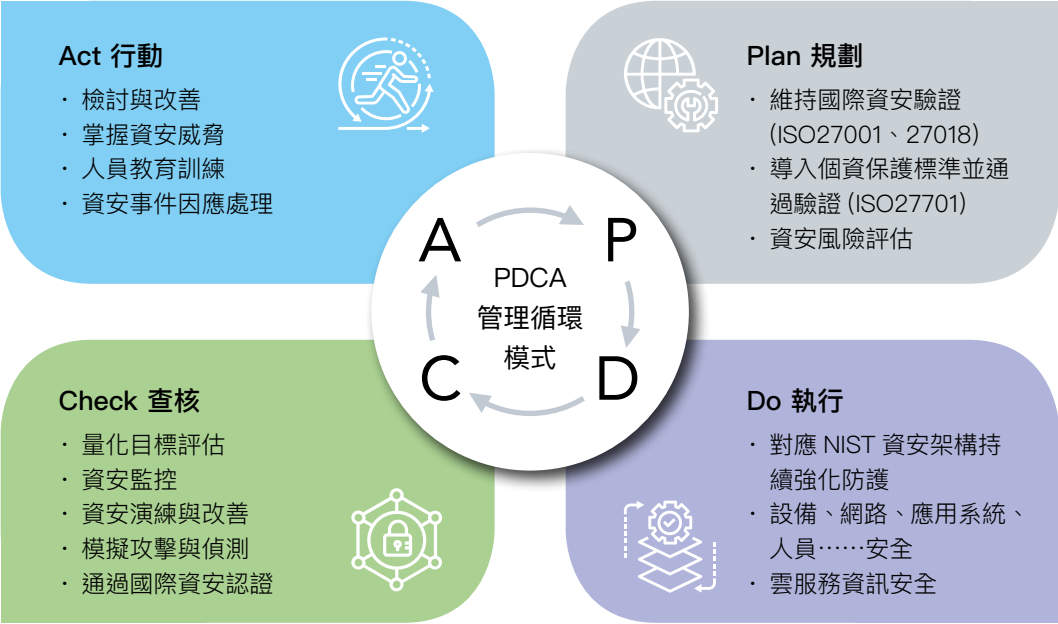 Act 行動
· 檢討與改善
· 掌握資安威脅
· 人員教育訓練
· 資安事件因應處理
Plan 規劃
· 維持國際資安驗證
(ISO27001、27018)
· 導入個資保護標準並通
過驗證 (ISO27701)
· 資安風險評估
A
P
PDCA
管理循環
模式
C
D
Check 查核
· 量化目標評估
· 資安監控
· 資安演練與改善
· 模擬攻擊與偵測
· 通過國際資安認證
Do 執行
· 對應 NIST 資安架構持
續強化防護
· 設備、網路、應用系統、
人員⋯⋯安全
· 雲服務資訊安全